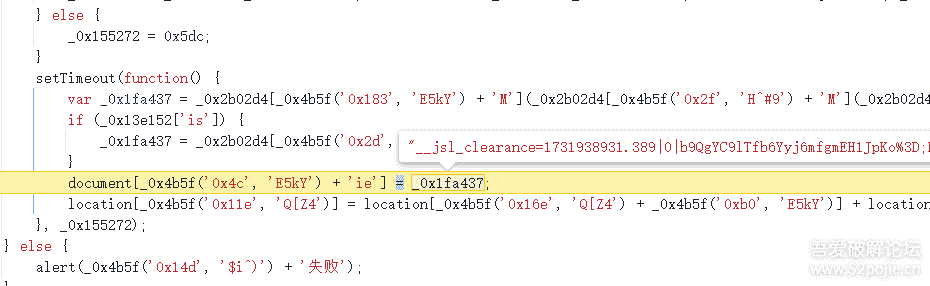 } else {
_0x155272 = 0x5dc;
}
setTimeout(function() {
var _0x1fa437 = _0x2b02d4[_0x4b5f('0x183', 'E5kY') + 'M'](_0x2b02d4[_0x4b5f('0x2f', 'H^#9') + 'M'](_0x2b02d4
if (_0x13e152['is']) {
_0x1fa437 = _0x2b02d4[_0x4b5f('0x2d',
"__jsl_clearance=1731938931.389|0|b9QgYC9lTfb6Yyj6mfgmEH1JpKo%3D;
}
document[_0x4b5f('0x4c', 'E5kY') + 'ie'] = _0x1fa437;
location[_0x4b5f('0x11e', 'Q[Z4')] = location[_0x4b5f('0x16e', 'Q[Z4') + _0x4b5f('0xb0', 'E5kY')] + location
}, _0x155272);
} else {
alert(_0x4b5f('0x14d', '$i^)') + '失败');
吾爱破解论坛
www.52pojie.cn